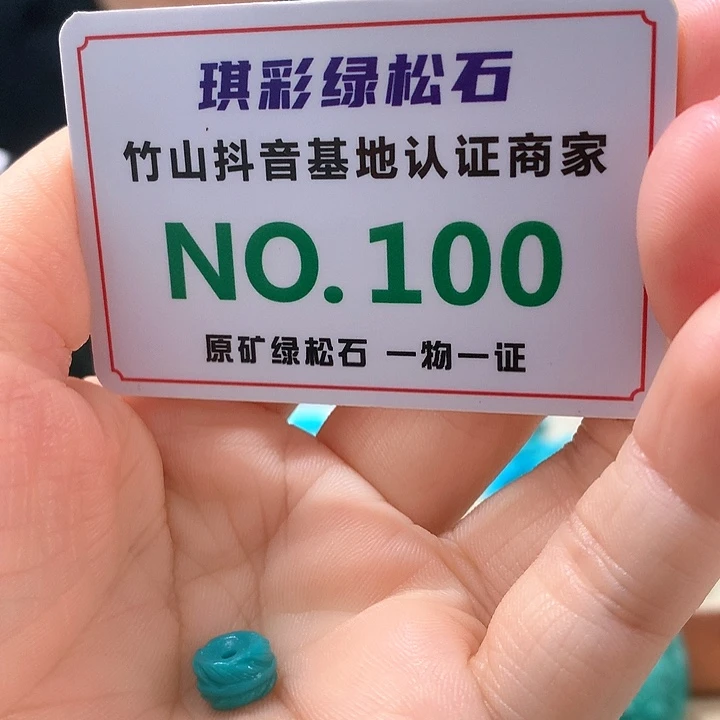 琪彩绿松石
竹山抖音基地认证商家
NO.100
原矿绿松石 一物一证